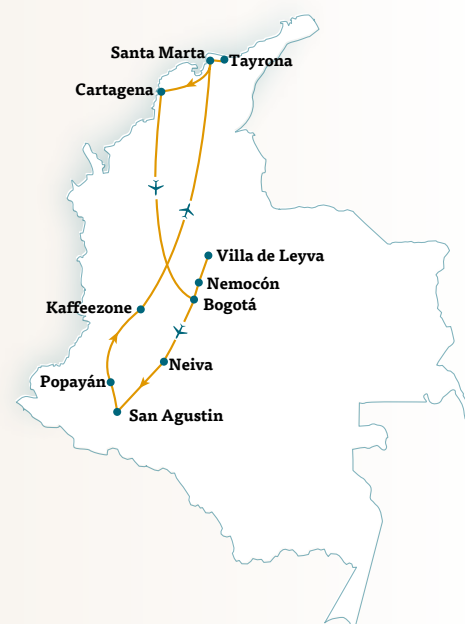 Santa Marta
Tayrona
Cartagena
Villa de Leyva
Nemocón
Bogotá
Kaffeezone
Neiva
Popayán
San Agustin